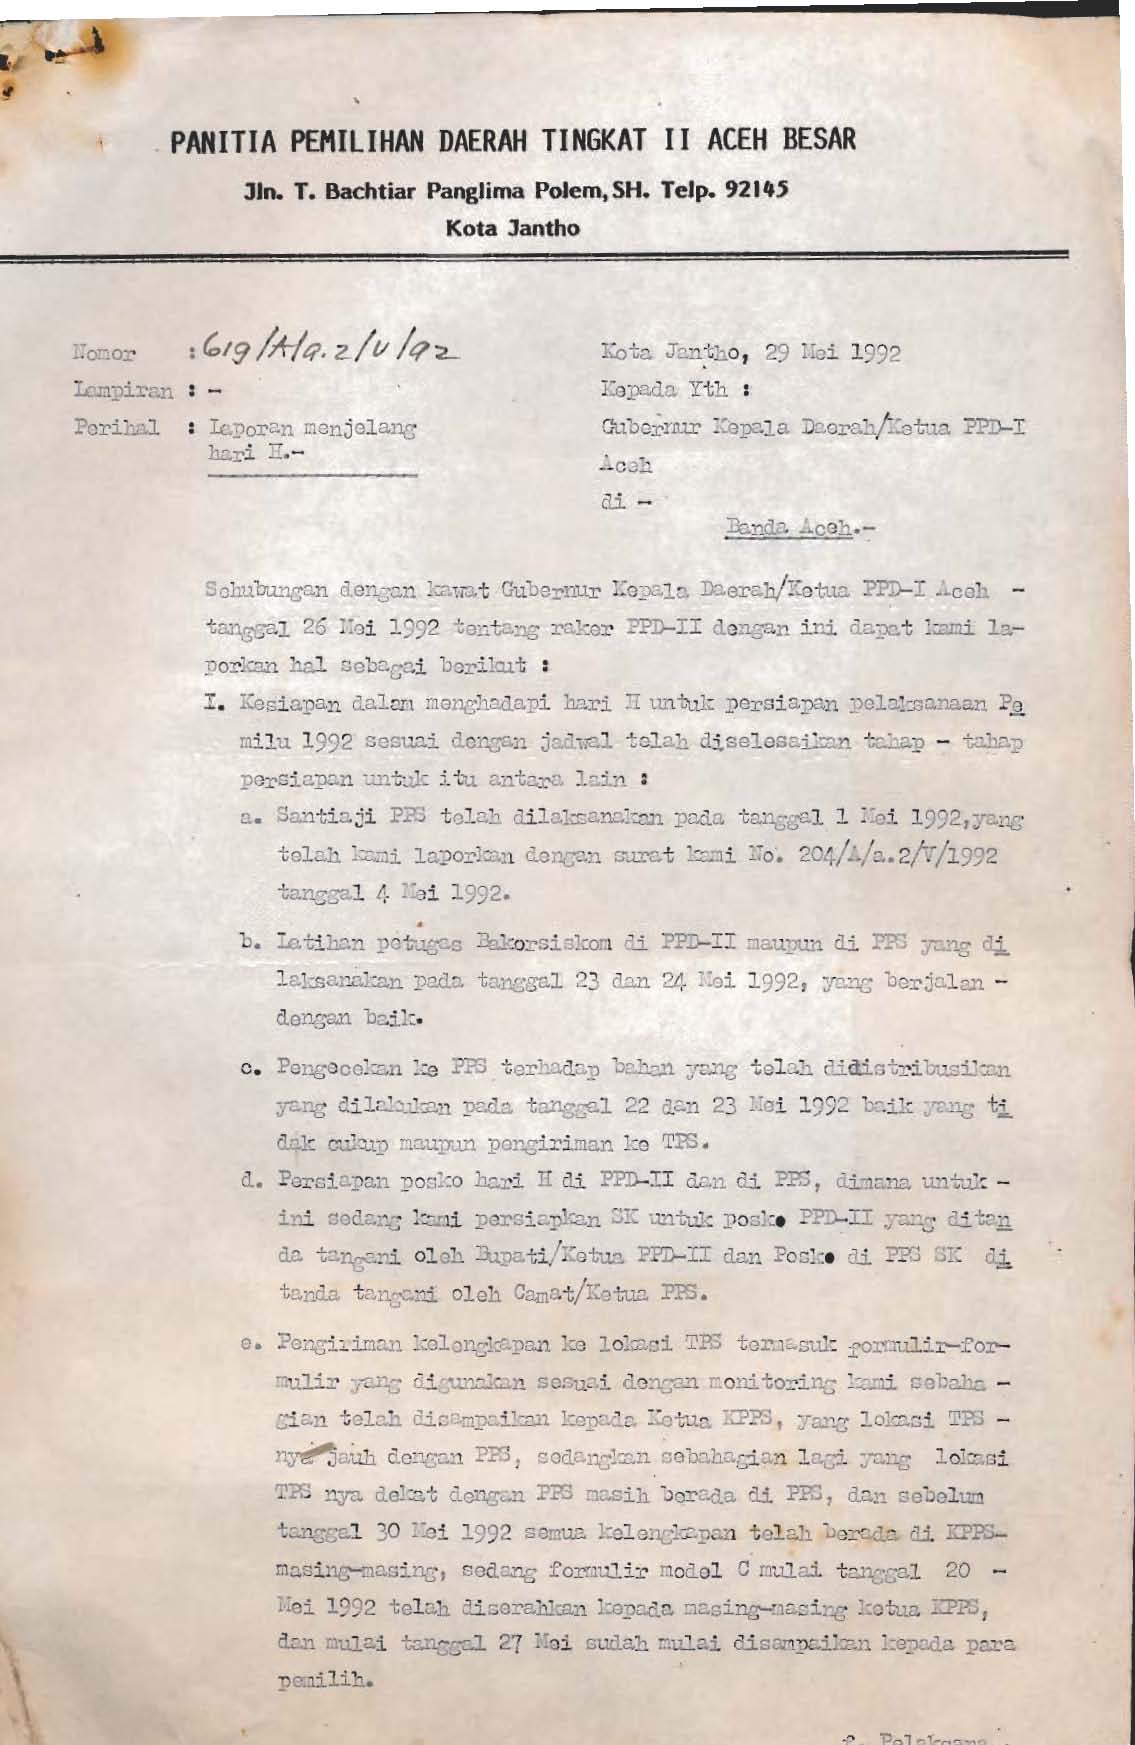 PANITIA PEMILIHAN DAERAH TINGKAT II ACEH BESAR
Jln. T. Bachtiar Panglima Polem, SH. Telp. 92145
Kota Jantho
Nomor : 619/A/a.2/V/92
Kota Jantho, 29 Mei 1992
Lampiran : -
Kepada Yth :
Perihal : Laporan menjelang
Gubernur Kepala Daerah/Ketua PPD-I
hari H.-
Aceh
di -
Banda Aceh.-
Sehubungan dengan kawat Gubernur Kepala Daerah/Ketua PPD-I Aceh -
tanggal 26 Mei 1992 tentang raker PPD-II dengan ini dapat kami la-
porkan hal sebagai berikut :
I. Kesiapan dalam menghadapi hari H untuk persiapan pelaksanaan Pe
milu 1992 sesuai dengan jadwal telah diselesaikan tahap - tahap
persiapan untuk itu antara lain :
a. Santiaji PPS telah dilaksanakan pada tanggal 1 Mei 1992,yang
telah kami laporkan dengan surat kami No. 204/A/a.2/V/1992
tanggal 4 Mei 1992.
b. Latihan petugas Bakorsiskom di PPD-II maupun di PPS yang di
laksanakan pada tanggal 23 dan 24 Mei 1992, yang berjalan -
dengan baik.
c. Pengecekan ke PPS terhadap bahan yang telah didistribusikan
yang dilakukan pada tanggal 22 dan 23 Mei 1992 baik yang ti
dak cukup maupun pengiriman ke TPS.
d. Persiapan posko hari H di PPD-II dan di PPS, dimana untuk -
ini sedang kami persiapkan SK untuk posko PPD-II yang ditan
da tangani oleh Bupati/Ketua PPD-II dan Posko di PPS SK di
tanda tangani oleh Camat/Ketua PPS.
e. Pengiriman kelengkapan ke lokasi TPS termasuk formulir-for-
mulir yang digunakan sesuai dengan monitoring kami sebaha -
gian telah disampaikan kepada Ketua KPPS, yang lokasi TPS -
nya jauh dengan PPS, sedangkan sebahagian lagi yang lokasi
TPS nya dekat dengan PPS masih berada di PPS, dan sebelum
tanggal 30 Mei 1992 semua kelengkapan telah berada di KPPS-
masing-masing, sedang formulir model C mulai tanggal 20 -
Mei 1992 telah diserahkan kepada masing-masing ketua KPPS,
dan mulai tanggal 27 Mei sudah mulai disampaikan kepada para
pemilih.
f. Pelaksana .